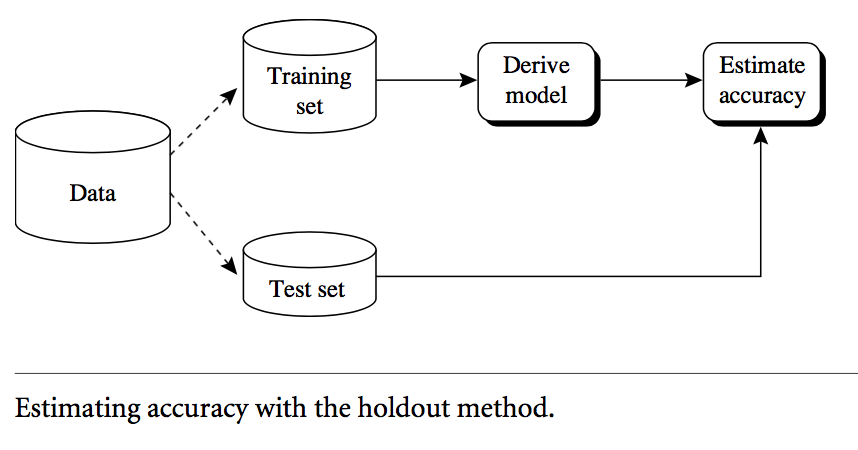 Training
set
Derive
model
Estimate
accuracy
Data
Test set
Estimating accuracy with the holdout method.